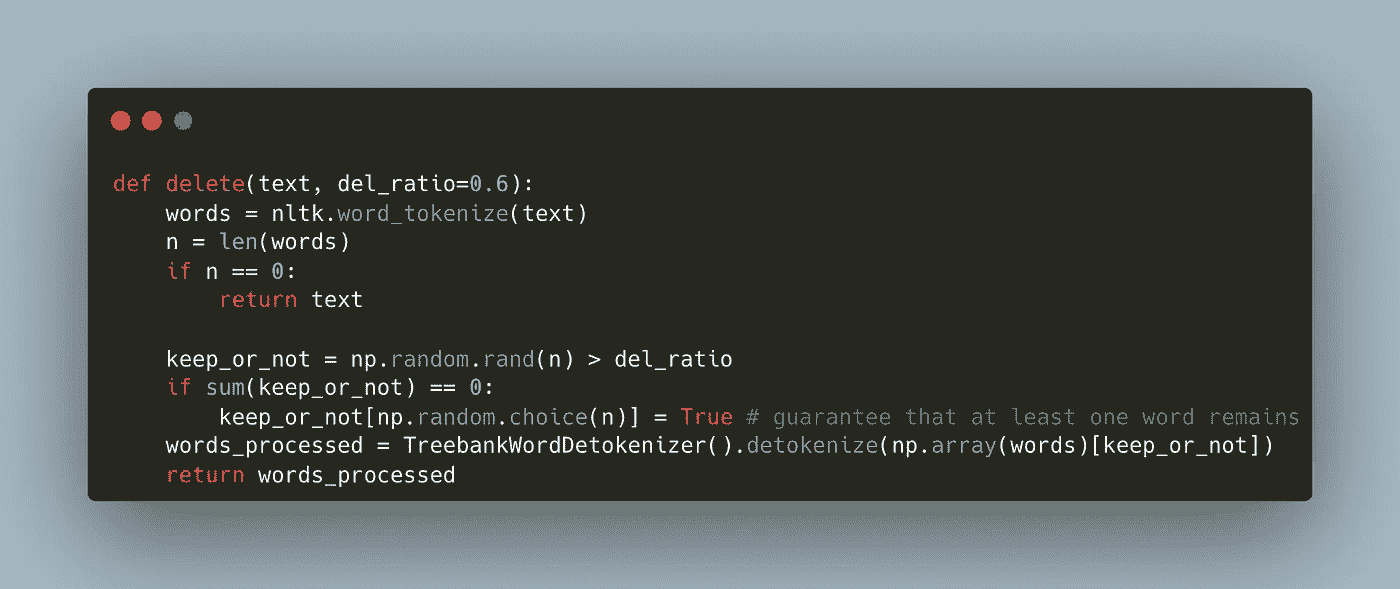 def delete(text, del_ratio=0.6):
    words = nltk.word_tokenize(text)
    n = len(words)
    if n == 0:
        return text

    keep_or_not = np.random.rand(n) > del_ratio
    if sum(keep_or_not) == 0:
        keep_or_not[np.random.choice(n)] = True # guarantee that at least one word remains
    words_processed = TreebankWordDetokenizer().detokenize(np.array(words)[keep_or_not])
    return words_processed